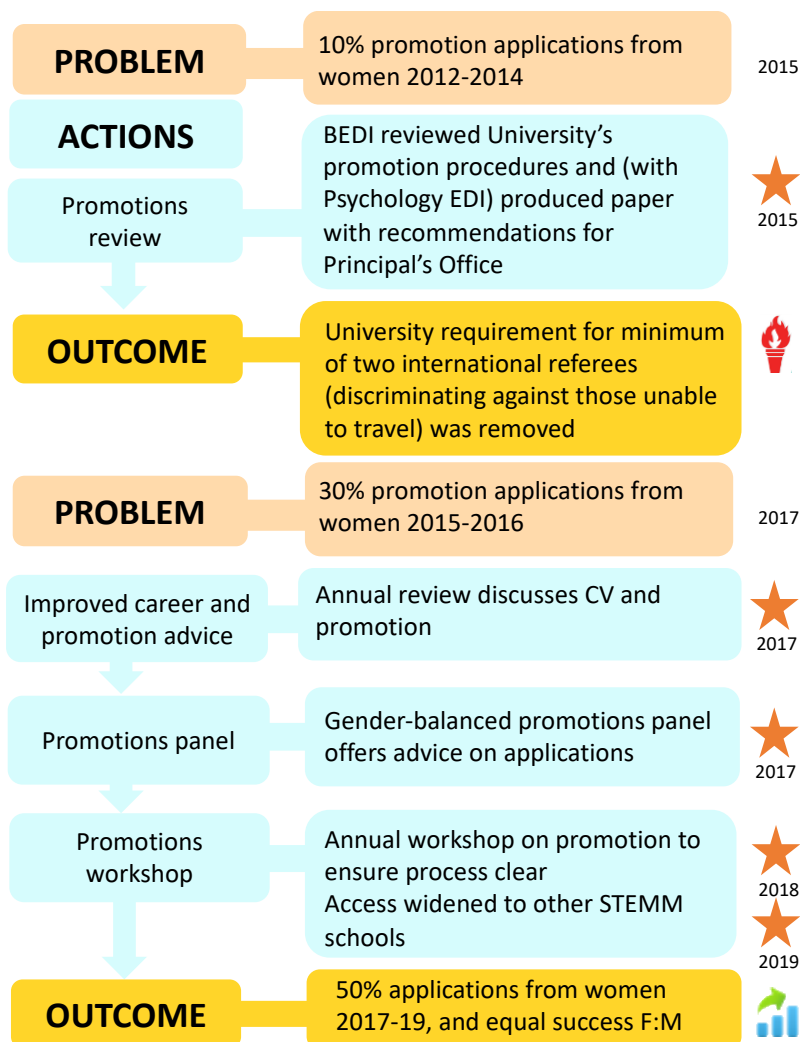 PROBLEM
10% promotion applications from
women 2012-2014
2015
ACTIONS
Promotions
review
BEDI reviewed University's
promotion procedures and (with
Psychology EDI) produced paper
with recommendations for
Principal's Office
2015
OUTCOME
University requirement for minimum
of two international referees
(discriminating against those unable
to travel) was removed
PROBLEM
30% promotion applications from
women 2015-2016
2017
Improved career and
promotion advice
Annual review discusses CV and
promotion
2017
Promotions panel
Gender-balanced promotions panel
offers advice on applications
2017
Promotions
workshop
Annual workshop on promotion to
ensure process clear
Access widened to other STEMM
schools
2018
2019
OUTCOME
50% applications from women
2017-19, and equal success F:M